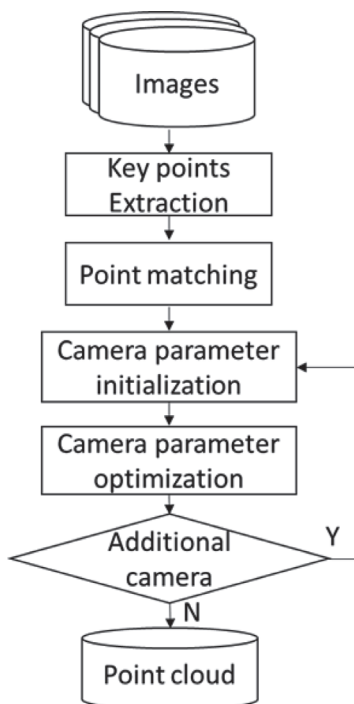 Images
Key points
Extraction
Point matching
Camera parameter
initialization
Camera parameter
optimization
Additional
camera
Y
N
Point cloud